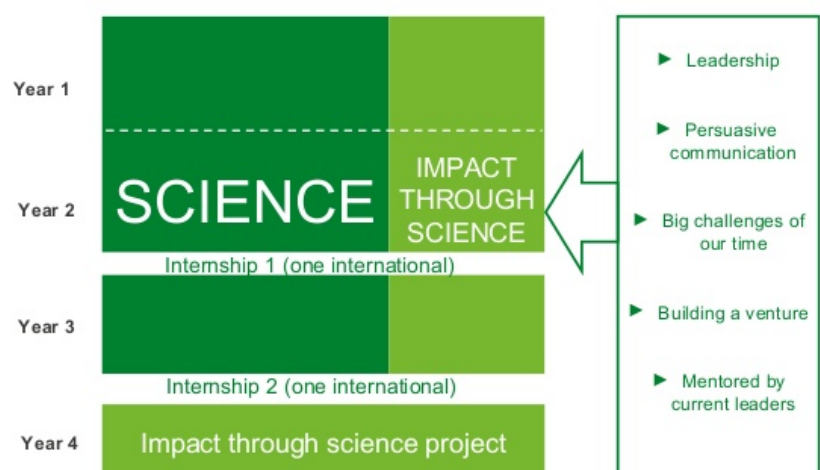 Year 1
Year 2
Year 3
Year 4
SCIENCE
IMPACT
THROUGH
SCIENCE
Internship 1 (one international)
Internship 2 (one international)
Impact through science project
Leadership
Persuasive
communication
Big challenges of
our time
Building a venture
Mentored by
current leaders